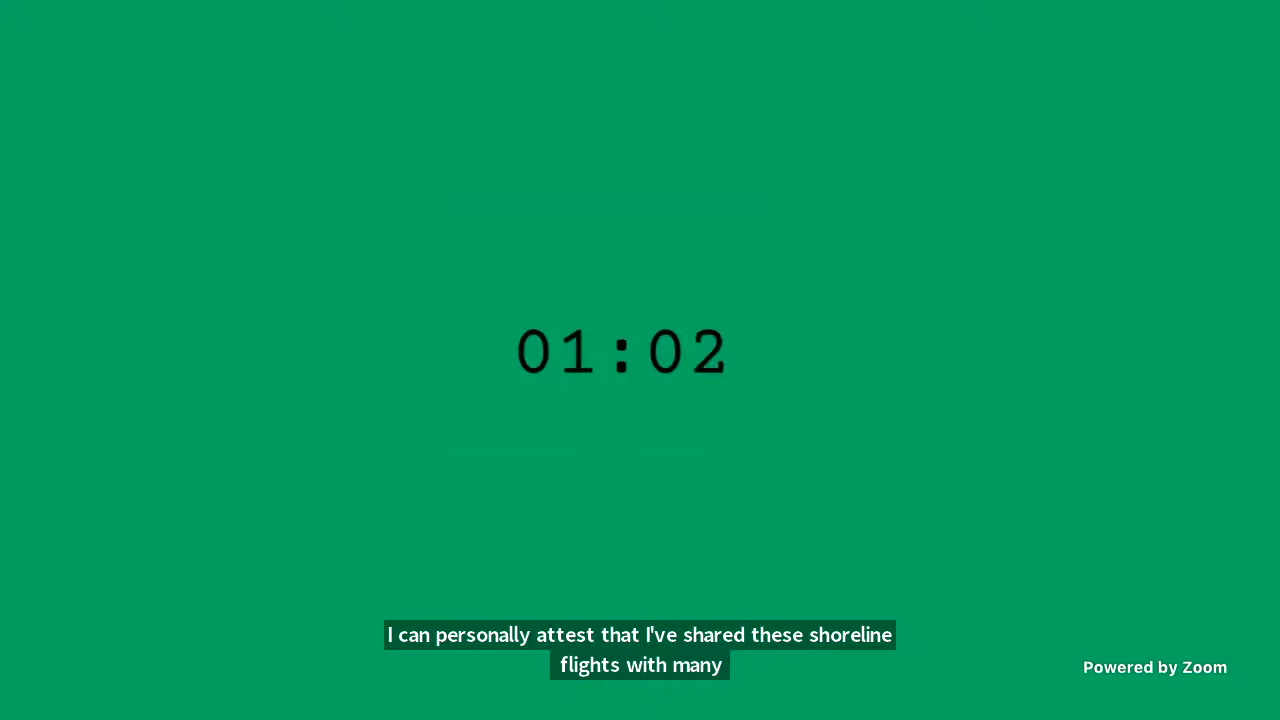 01:02
I can personally attest that I've shared these shoreline
flights with many
Powered by Zoom